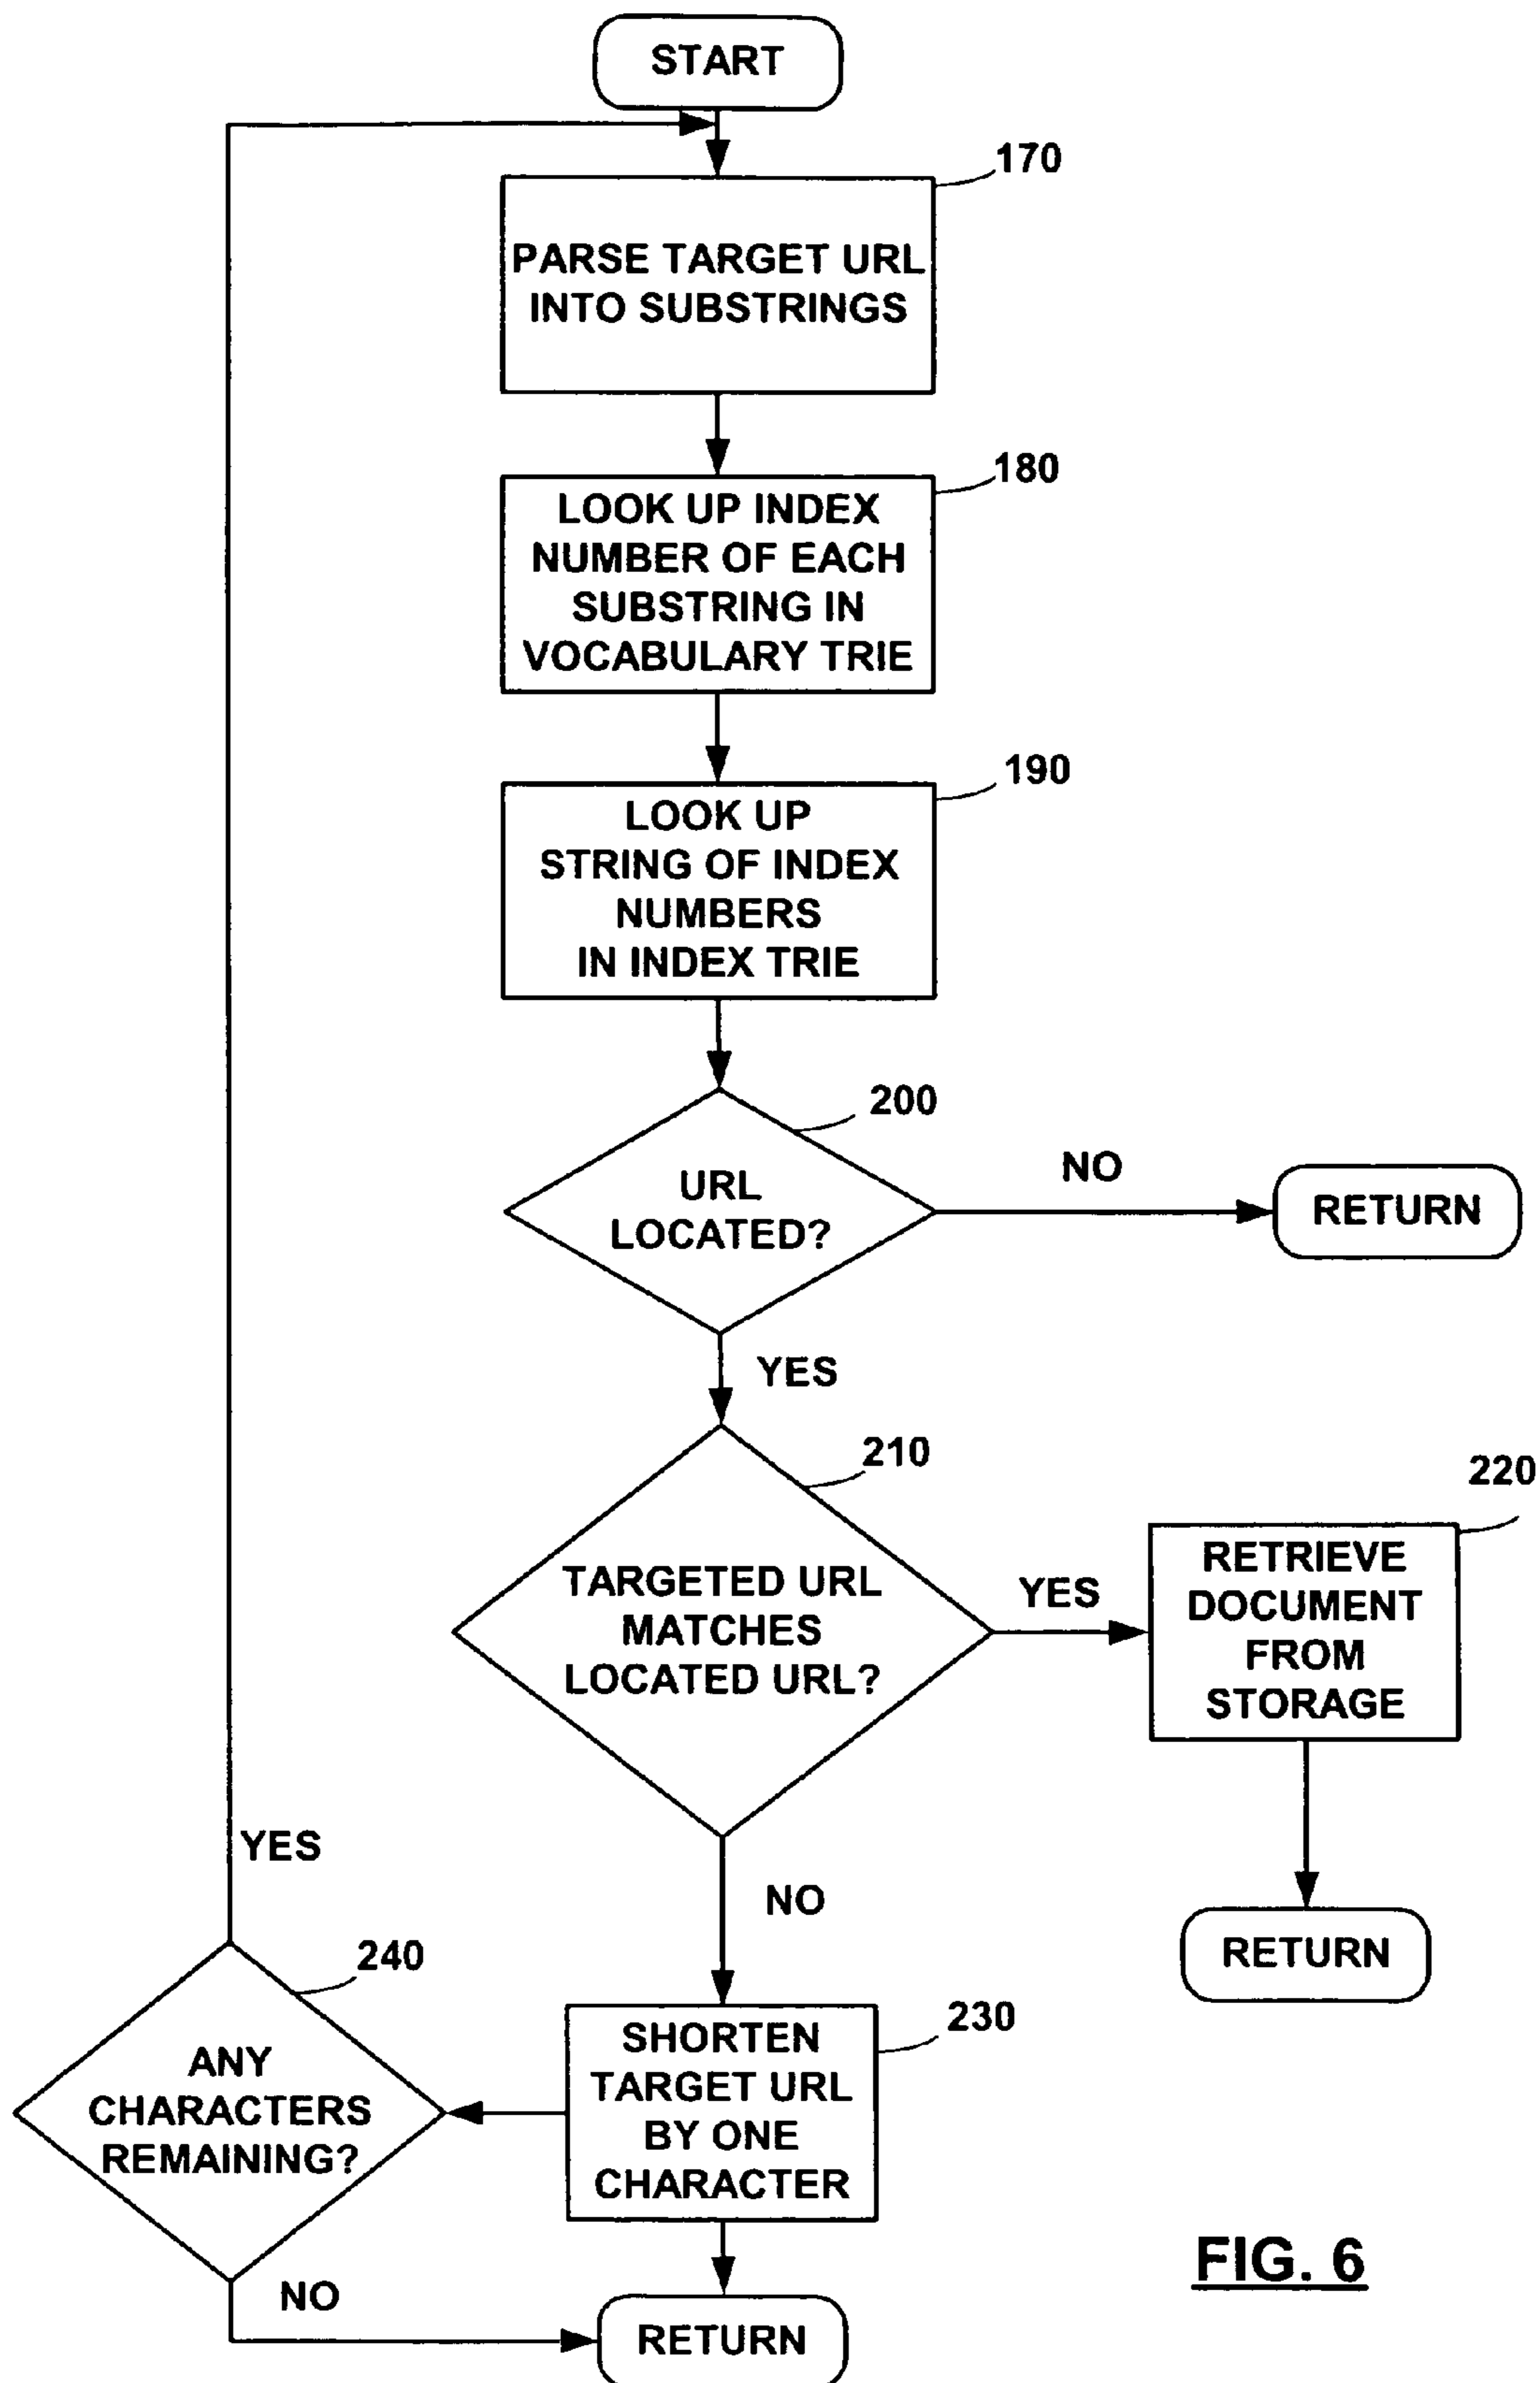 START
170
PARSE TARGET URL
INTO SUBSTRINGS
180
LOOK UP INDEX
NUMBER OF EACH
SUBSTRING IN
VOCABULARY TRIE
190
LOOK UP
STRING OF INDEX
NUMBERS
IN INDEX TRIE
200
URL
LOCATED?
NO
RETURN
YES
210
TARGETED URL
MATCHES
LOCATED URL?
YES
220
RETRIEVE
DOCUMENT
FROM
STORAGE
RETURN
NO
230
SHORTEN
TARGET URL
BY ONE
CHARACTER
240
ANY
CHARACTERS
REMAINING?
YES
NO
RETURN
FIG. 6